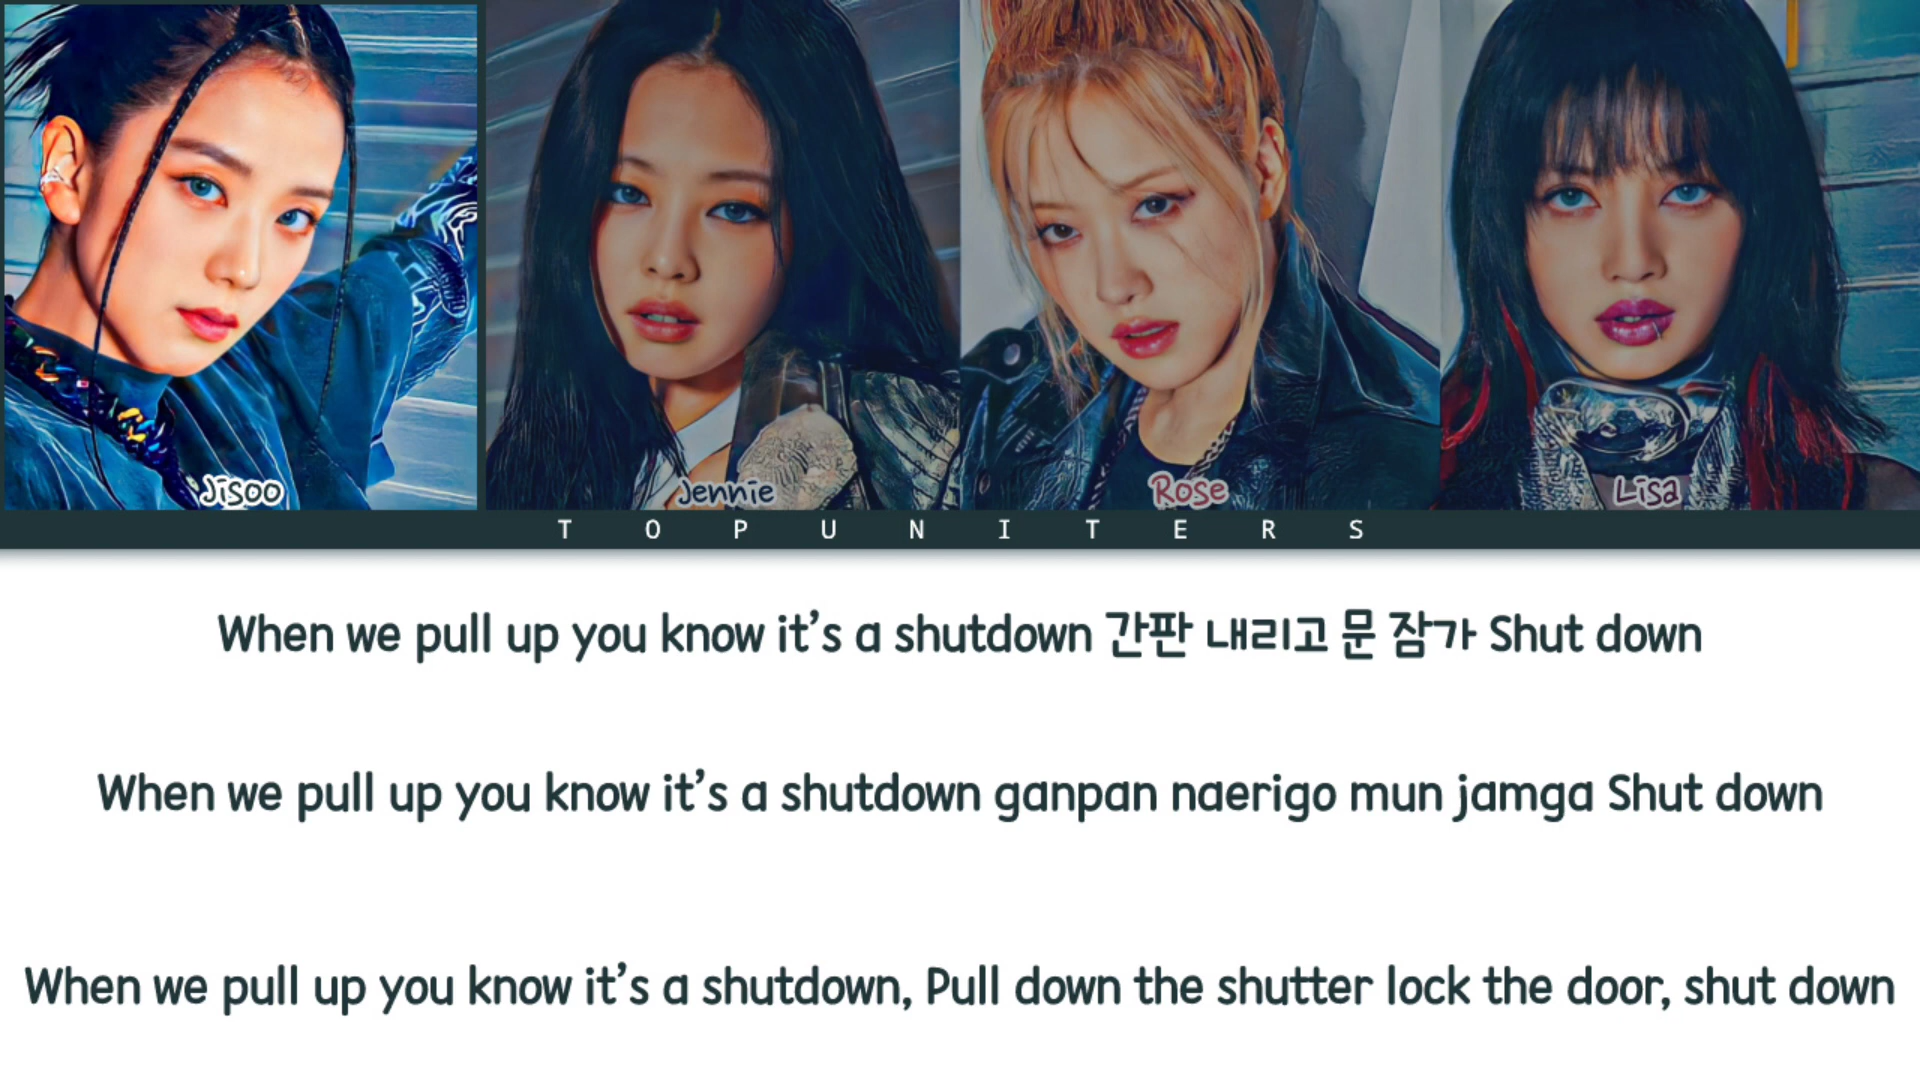 Jisoo
Jennie
Rose
Lisa
TOPUNITERS
When we pull up you know it's a shutdown 간판 내리고 문 잠가 Shut down
When we pull up you know it's a shutdown ganpan naerigo mun jamga Shut down
When we pull up you know it's a shutdown, Pull down the shutter lock the door, shut down